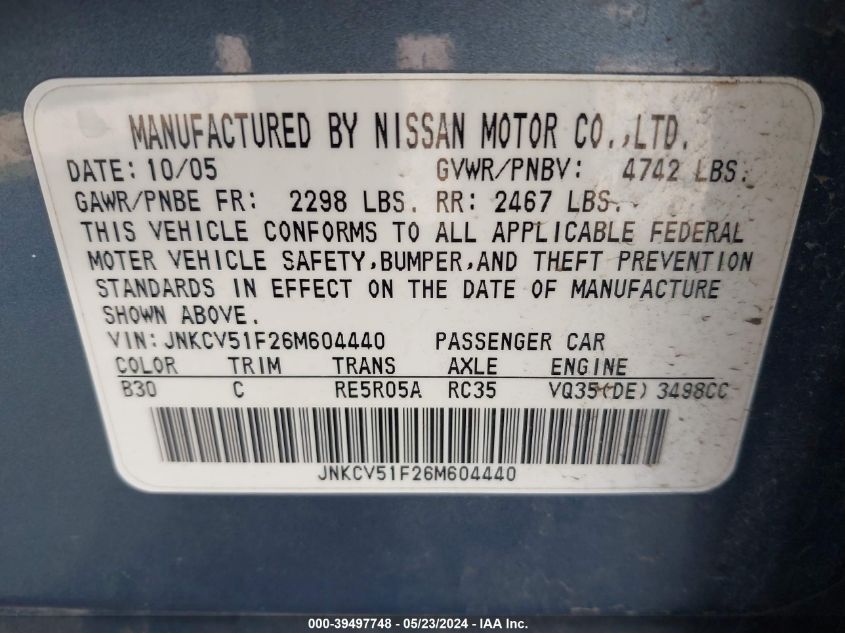 MANUFACTURED BY NISSAN MOTOR CO.,LTD.
DATE: 10/05 GVWR/PNBV: 4742 LBS.
GAWR/PNBE FR: 2298 LBS. RR: 2467 LBS.
THIS VEHICLE CONFORMS TO ALL APPLICABLE FEDERAL
MOTER VEHICLE SAFETY,BUMPER,AND THEFT PREVENTION
STANDARDS IN EFFECT ON THE DATE OF MANUFACTURE
SHOWN ABOVE.
VIN: JNKCV51F26M604440 PASSENGER CAR
COLOR TRIM TRANS AXLE ENGINE
B30 C RE5R05A RC35 VQ35(DE) 3498CC
JNKCV51F26M604440
000-39497748 - 05/23/2024 - IAA Inc.